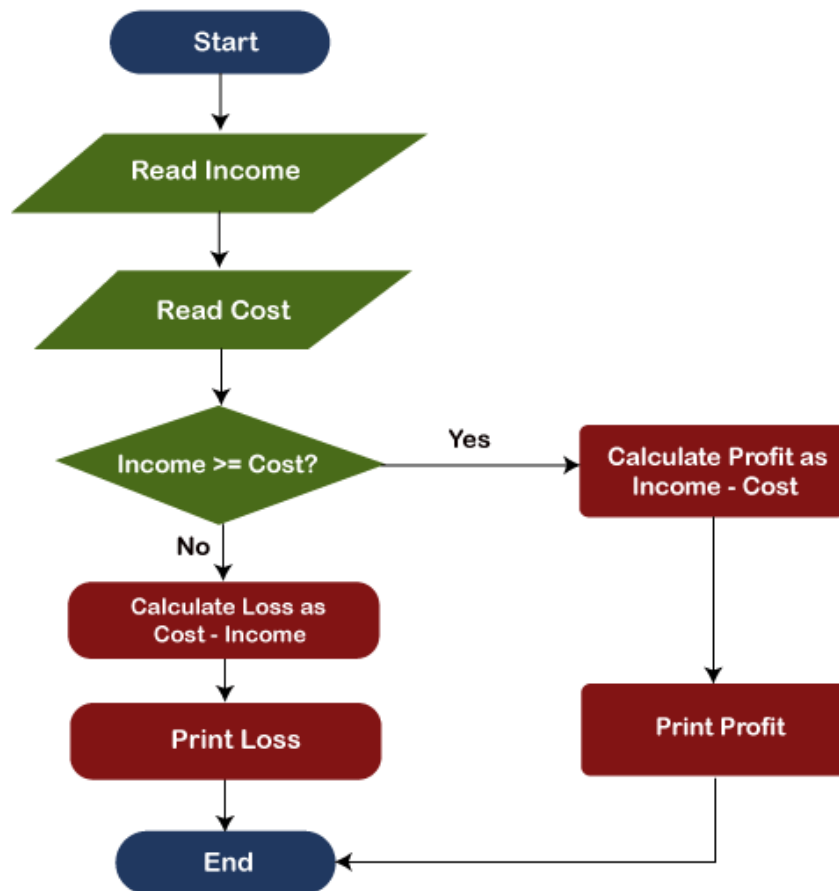 Start
Read Income
Read Cost
Income >= Cost?
Yes
Calculate Profit as
Income - Cost
No
Calculate Loss as
Cost - Income
Print Loss
Print Profit
End